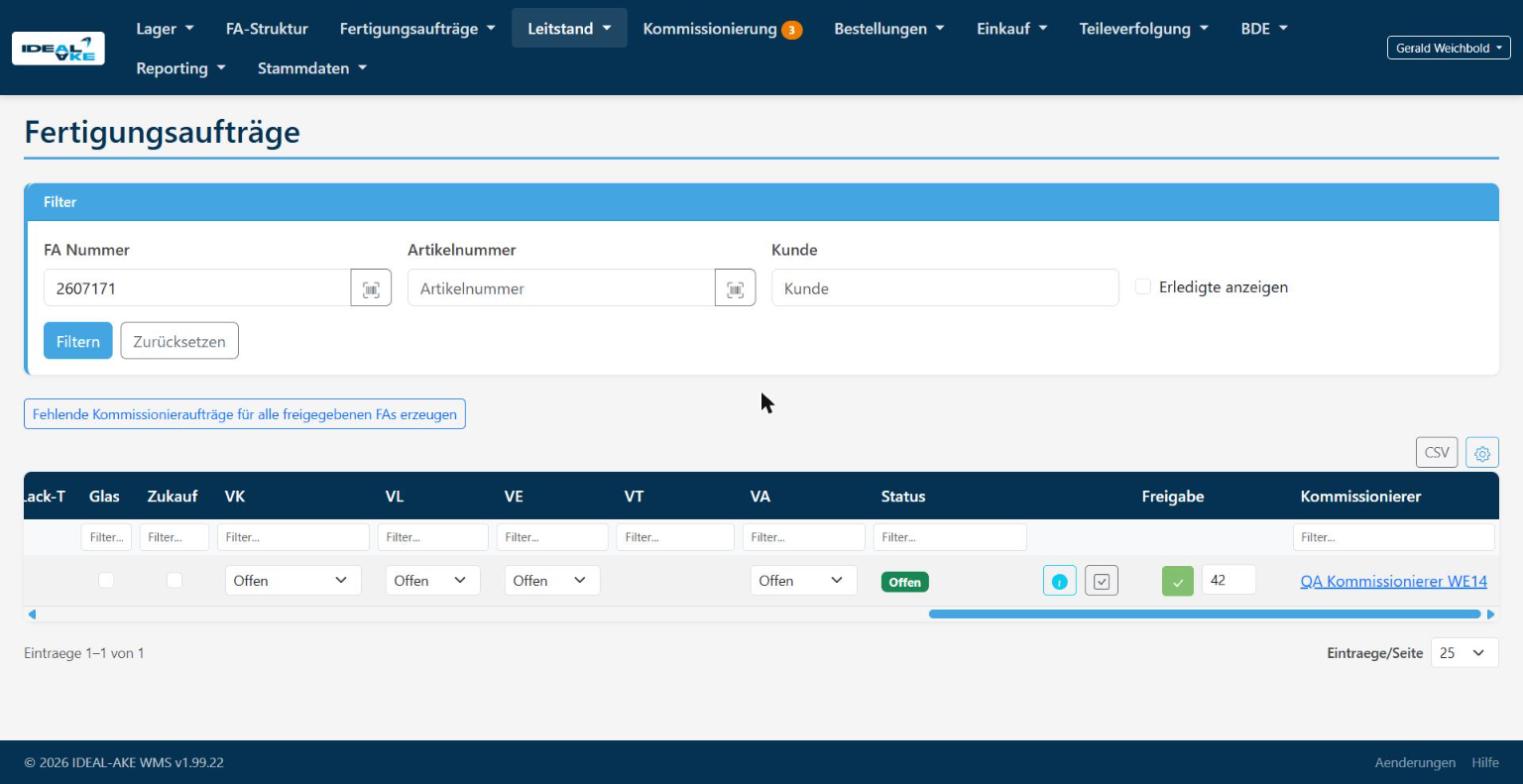 IDEAL AKE
Lager
FA-Struktur
Fertigungsaufträge
Leitstand
Kommissionierung 3
Bestellungen
Einkauf
Teileverfolgung
BDE
Reporting
Stammdaten
Gerald Weichbold
Fertigungsaufträge
Filter
FA Nummer
Artikelnummer
Kunde
2607171
Artikelnummer
Kunde
Erledigte anzeigen
Filtern
Zurücksetzen
Fehlende Kommissionieraufträge für alle freigegebenen FAs erzeugen
CSV
Lack-T Glas Zukauf VK VL VE VT VA Status Freigabe Kommissionierer
Filter... Filter... Filter... Filter... Filter... Filter... Filter... Filter... Filter...
Offen Offen Offen Offen Offen 42 QA Kommissionierer WE14
Eintraege 1–1 von 1
Eintraege/Seite 25
© 2026 IDEAL-AKE WMS v1.99.22
Aenderungen Hilfe